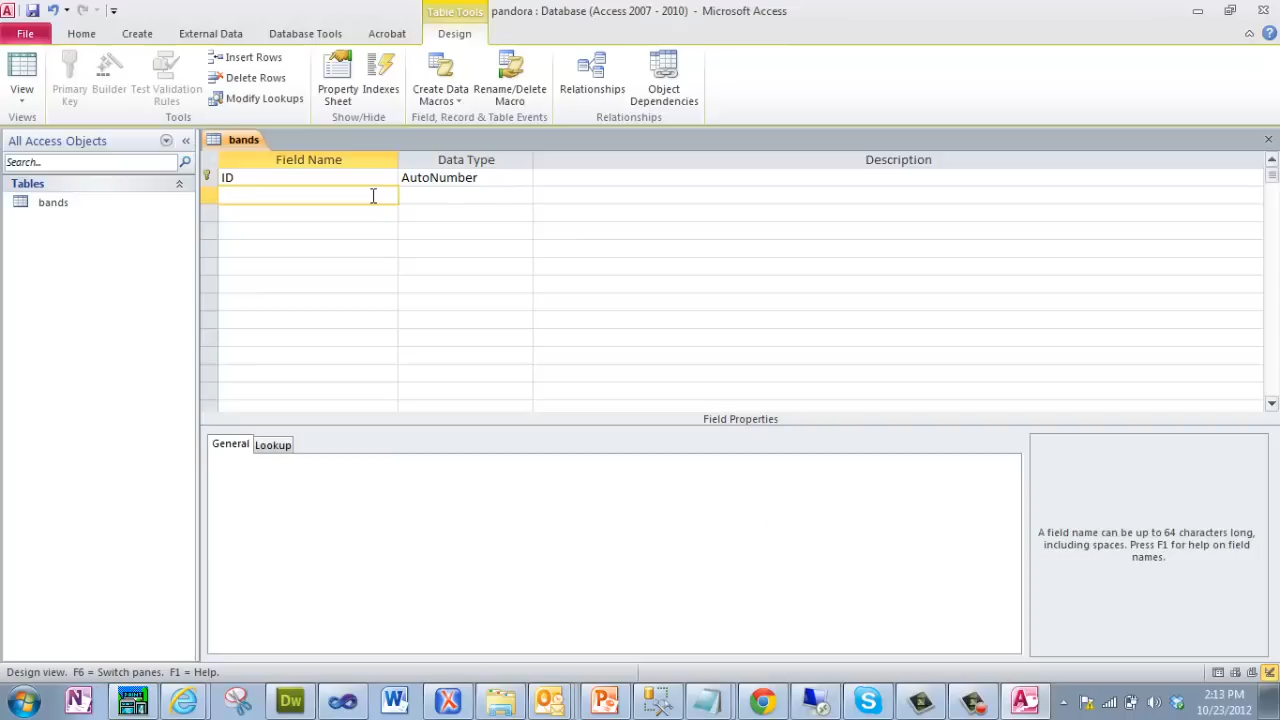 Table Tools
pandora : Database (Access 2007 - 2010) - Microsoft Access
File
Home
Create
External Data
Database Tools
Acrobat
Design
View
Primary Key
Builder
Test Validation Rules
Insert Rows
Delete Rows
Modify Lookups
Property Sheet
Indexes
Create Data Macros
Rename/Delete Macro
Relationships
Object Dependencies
Views
Tools
Show/Hide
Field, Record & Table Events
Relationships
All Access Objects
Search..
Tables
bands
bands
Field Name
Data Type
Description
ID
AutoNumber
Field Properties
General
Lookup
A field name can be up to 64 characters long,
including spaces. Press F1 for help on field
names.
Design view. F6 = Switch panes. F1 = Help.
2:13 PM
10/23/2012